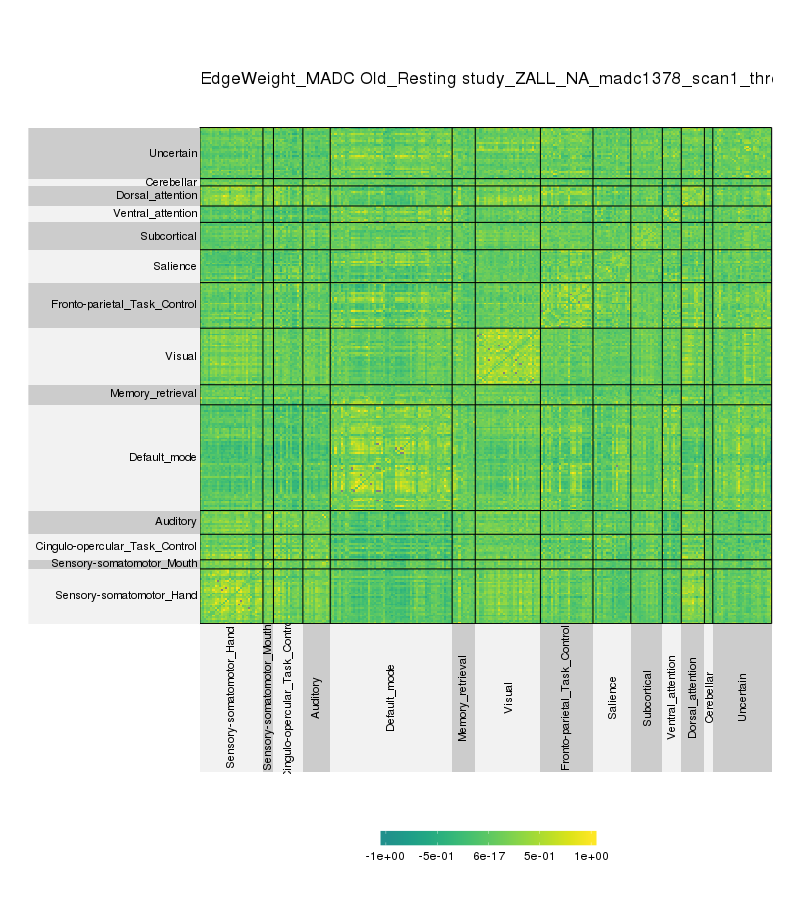 EdgeWeight_MADC Old_Resting study_ZALL_NA_madc1378_scan1_thr
Uncertain
Cerebellar
Dorsal_attention
Ventral_attention
Subcortical
Salience
Fronto-parietal_Task_Control
Visual
Memory_retrieval
Default_mode
Auditory
Cingulo-opercular_Task_Control
Sensory-somatomotor_Mouth
Sensory-somatomotor_Hand
Sensory-somatomotor_Hand
Sensory-somatomotor_Mouth
Cingulo-opercular_Task_Control
Auditory
Default_mode
Memory_retrieval
Visual
Fronto-parietal_Task_Control
Salience
Subcortical
Ventral_attention
Dorsal_attention
Cerebellar
Uncertain
-1e+00 -5e-01 6e-17 5e-01 1e+00